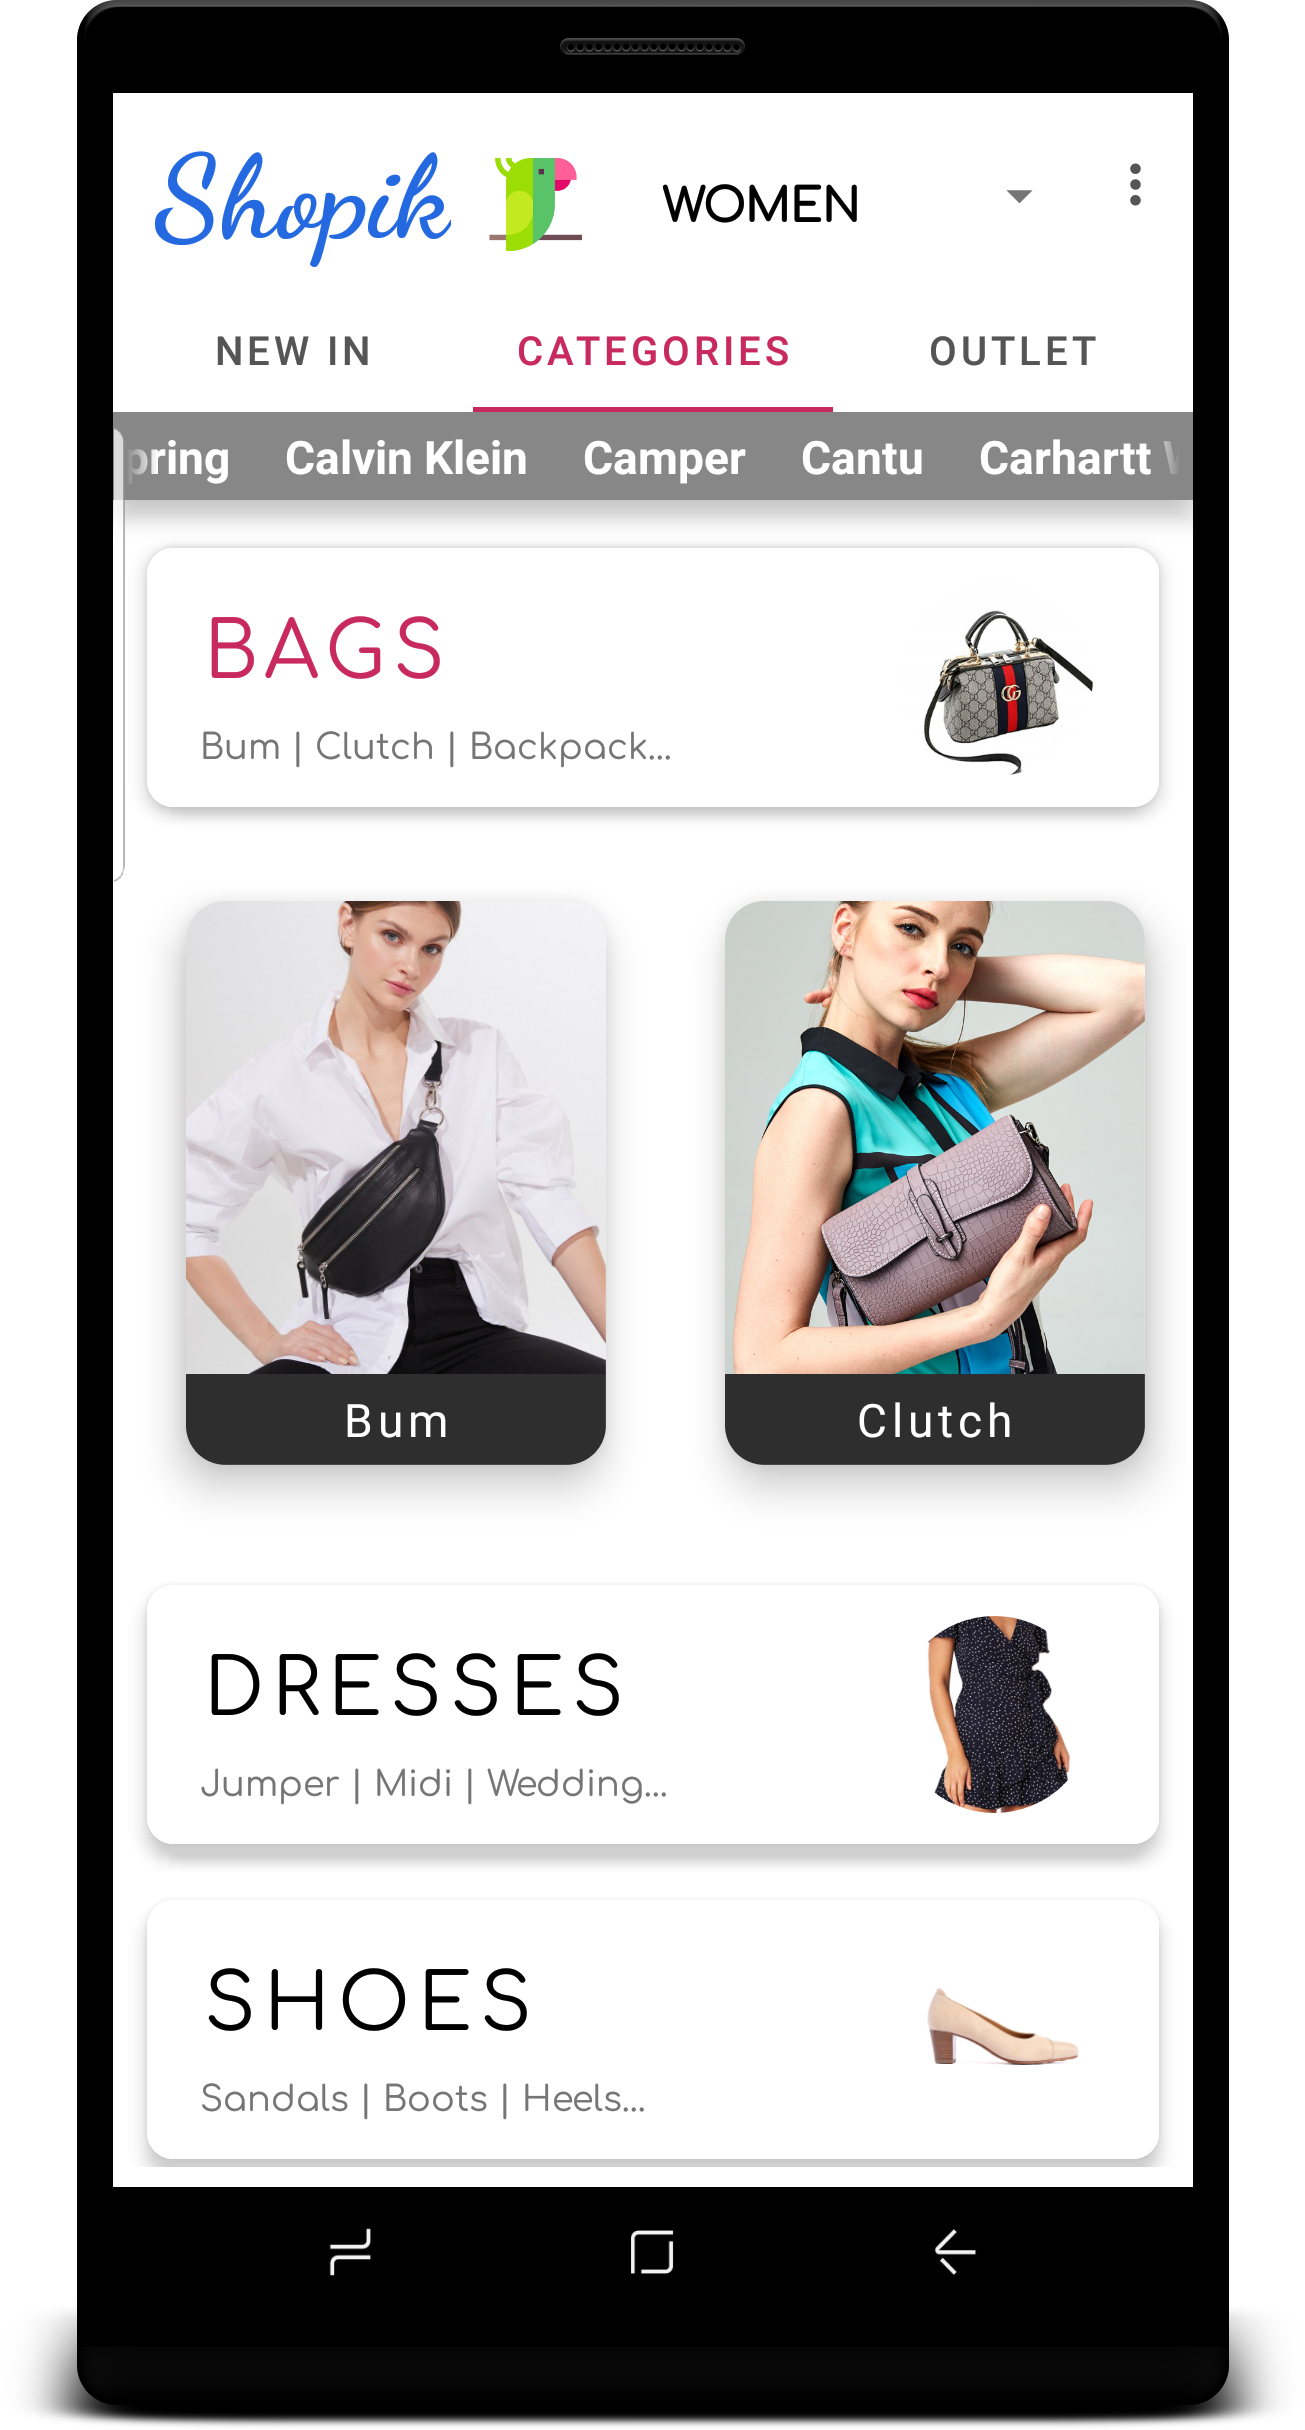 Shopik WOMEN
NEW IN CATEGORIES OUTLET
pring Calvin Klein Camper Cantu Carhartt
BAGS
Bum | Clutch | Backpack...
Bum Clutch
DRESSES
Jumper | Midi | Wedding...
SHOES
Sandals | Boots | Heels...